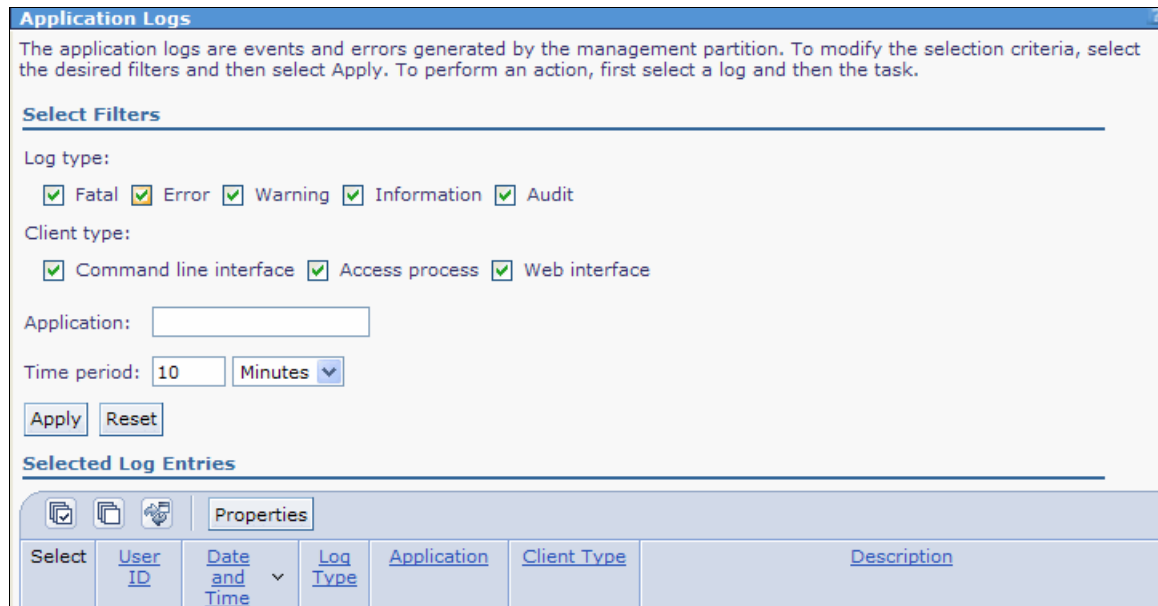 Application Logs
The application logs are events and errors generated by the management partition. To modify the selection criteria, select
the desired filters and then select Apply. To perform an action, first select a log and then the task.
Select Filters
Log type:
Fatal Error Warning Information Audit
Client type:
Command line interface Access process Web interface
Application:
Time period: 10 Minutes
Apply Reset
Selected Log Entries
Properties
Select User ID Date and Time Log Type Application Client Type Description